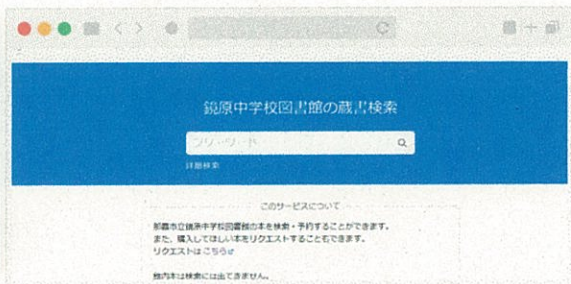 鏡原中学校図書館の蔵書検索
フリーワード
詳細検索
このサービスについて
那覇市立鏡原中学校図書館の本を検索・予約することができます。
また、購入してほしい本をリクエストすることもできます。
リクエストはこちら
館内本は検索には出てきません。